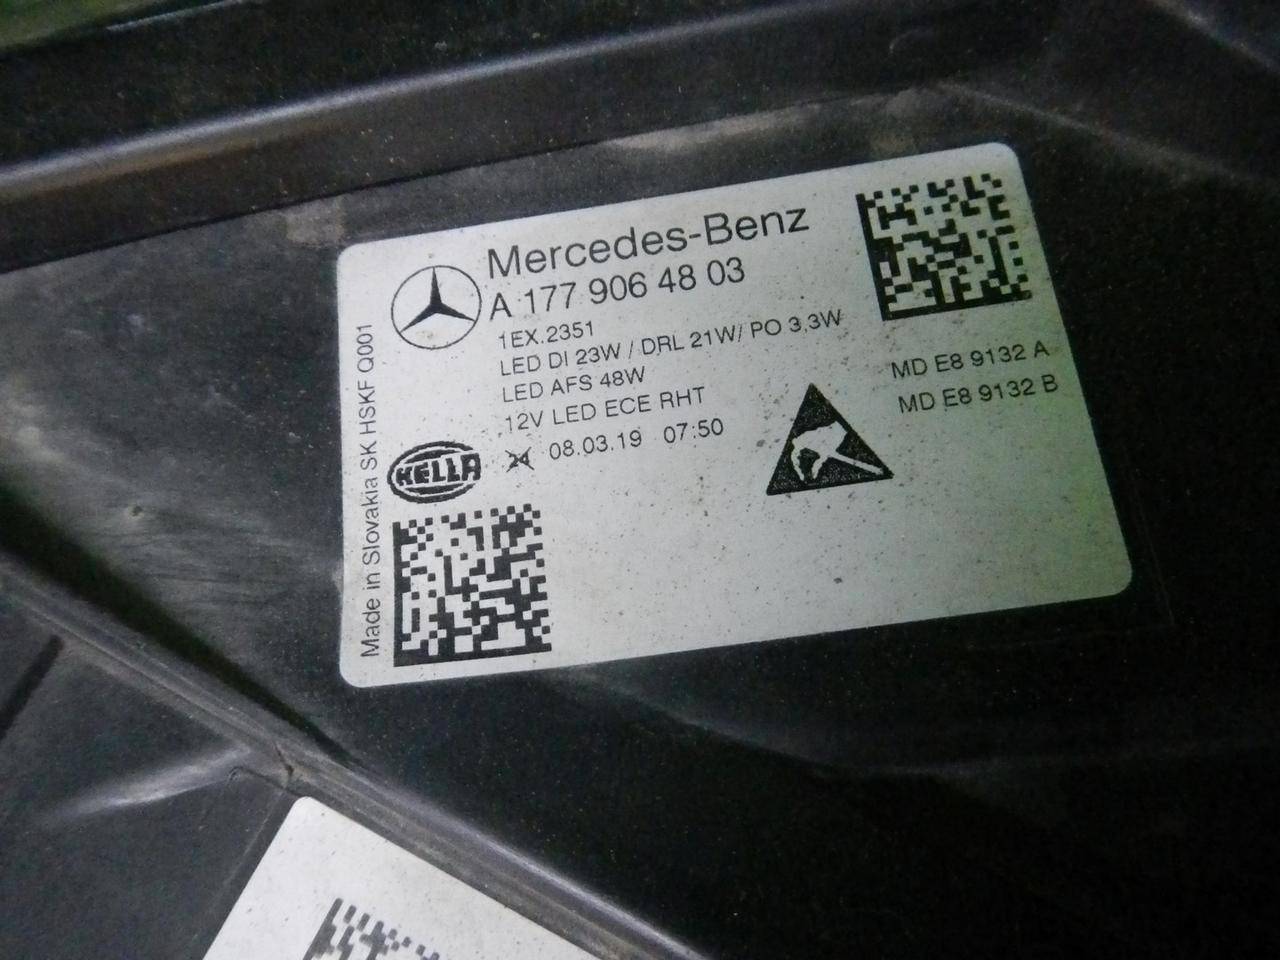 Mercedes-Benz
A 177 906 48 03
1EX.2351
LED DI 23W / DRL 21W/ PO 3,3W
LED AFS 48W
12V LED ECE RHT
08.03.19 07:50
HELLA
MD E8 9132 A
MD E8 9132 B
Made in Slovakia SK HSKF Q001